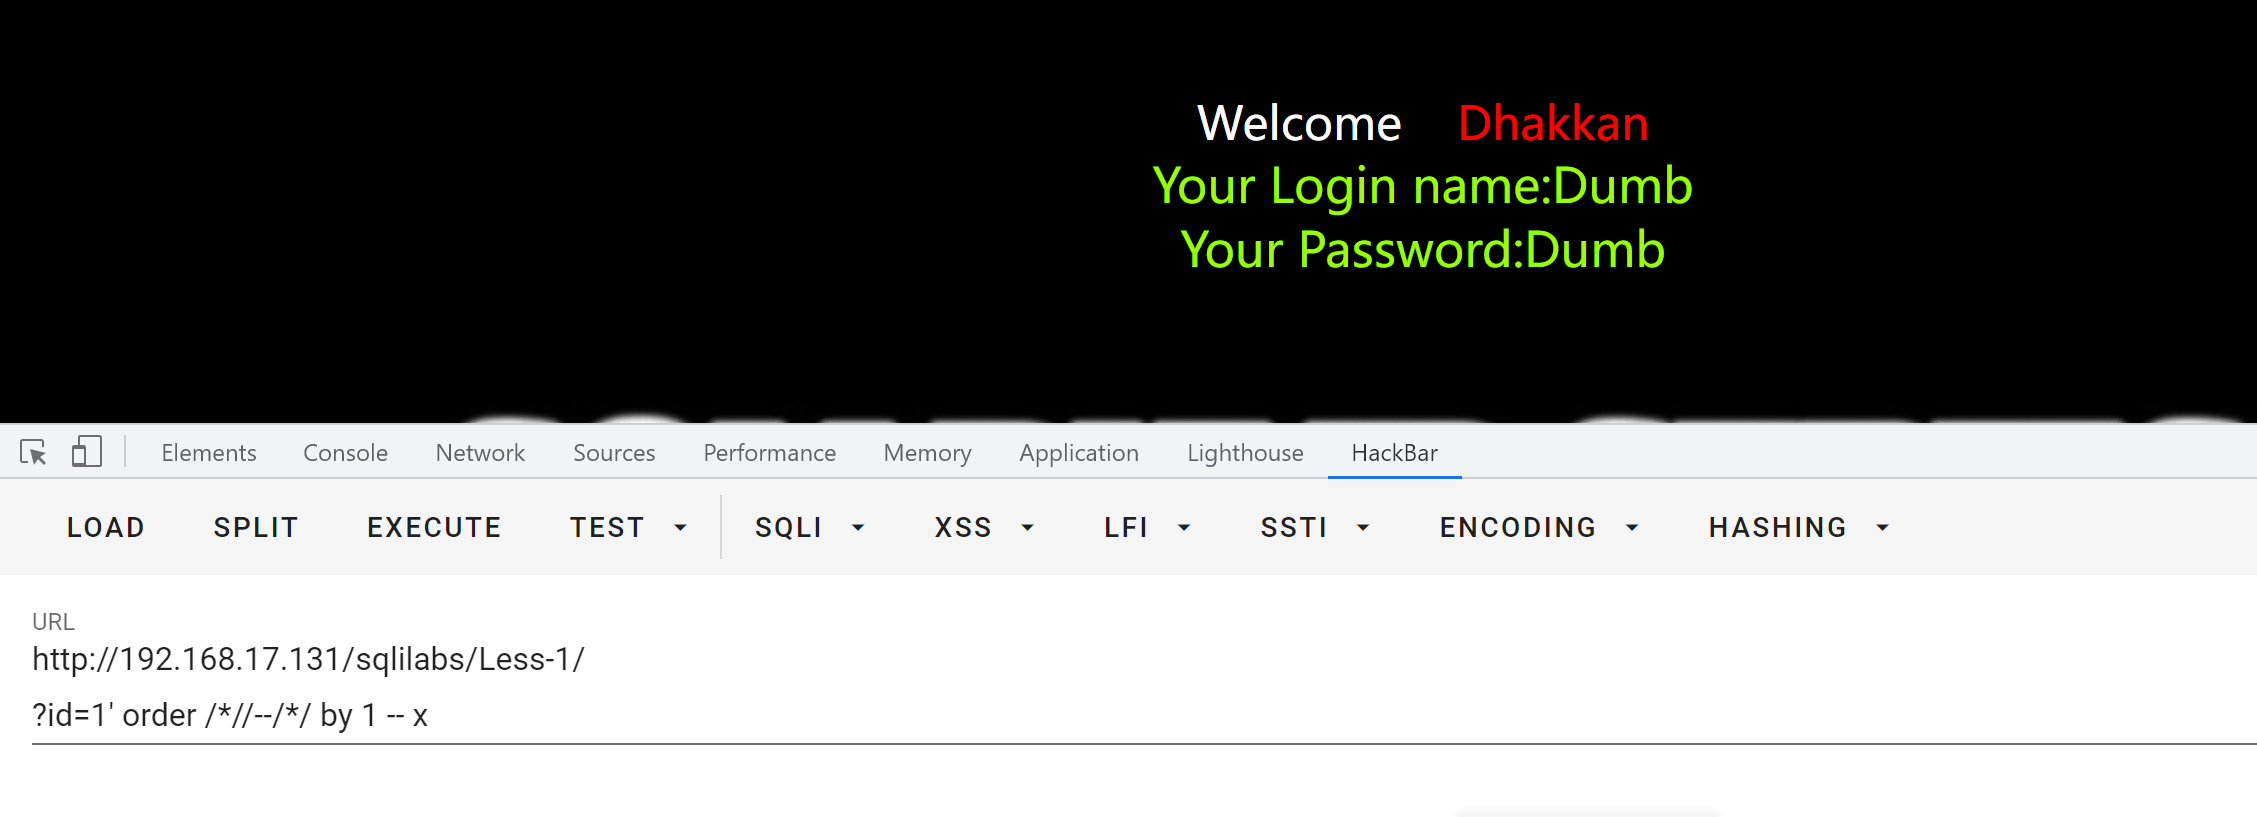 Welcome Dhakkan
Your Login name:Dumb
Your Password:Dumb
Elements Console Network Sources Performance Memory Application Lighthouse HackBar
LOAD SPLIT EXECUTE TEST SQLI XSS LFI SSTI ENCODING HASHING
URL
http://192.168.17.131/sqlilabs/Less-1/
?id=1' order /*//--/*/ by 1 -- x